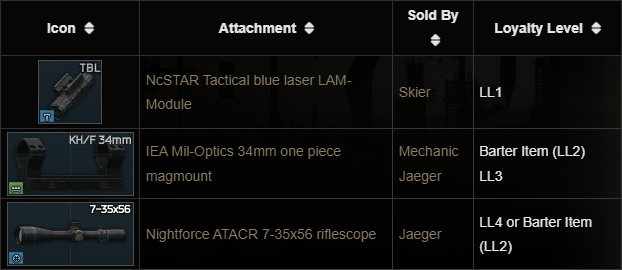 Icon Attachment Sold By Loyalty Level
TBL
NcSTAR Tactical blue laser LAM-
Module
Skier
LL1
KH/F 34mm
IEA Mil-Optics 34mm one piece
magmount
Mechanic
Jaeger
Barter Item (LL2)
LL3
7-35x56
Nightforce ATACR 7-35x56 riflescope
Jaeger
LL4 or Barter Item
(LL2)